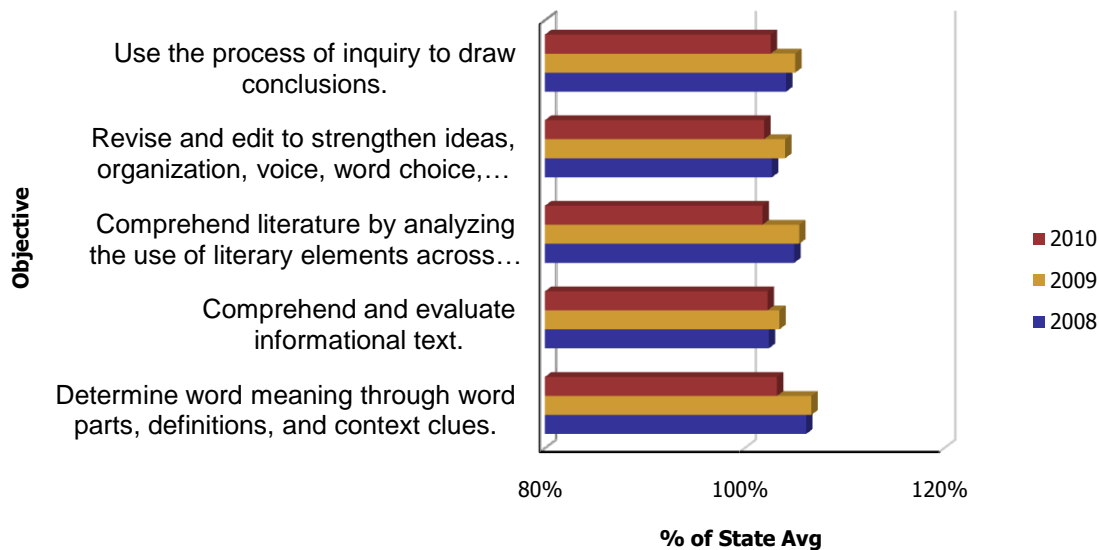 Use the process of inquiry to draw
conclusions.
Revise and edit to strengthen ideas,
organization, voice, word choice,…
Comprehend literature by analyzing
the use of literary elements across…
Comprehend and evaluate
informational text.
Determine word meaning through word
parts, definitions, and context clues.
Objective
80%
100%
120%
% of State Avg
2010
2009
2008